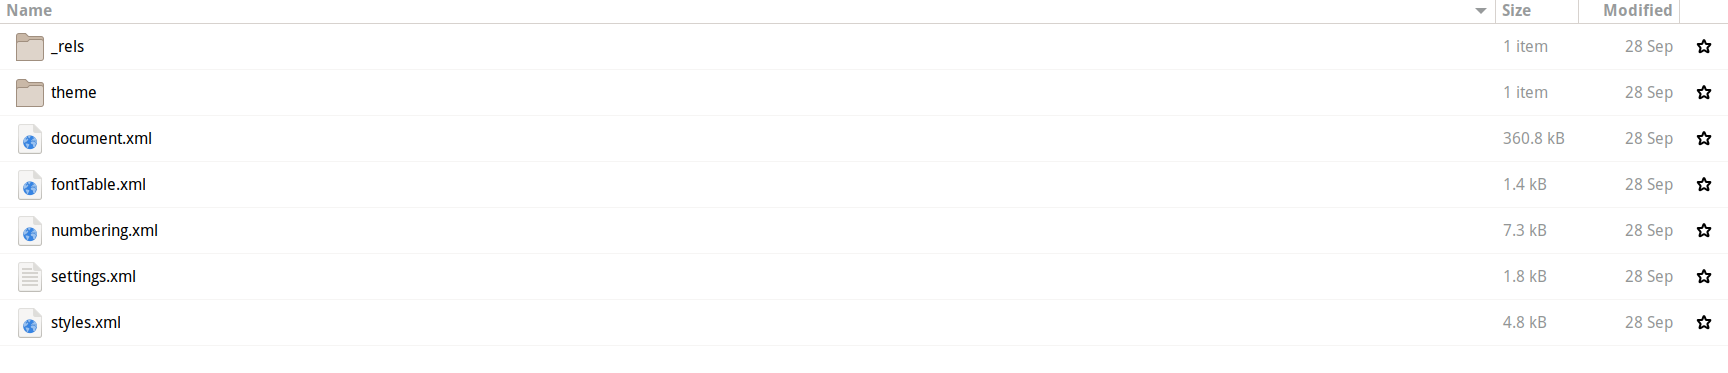 Name Size Modified
_rels 1 item 28 Sep
theme 1 item 28 Sep
document.xml 360.8 kB 28 Sep
fontTable.xml 1.4 kB 28 Sep
numbering.xml 7.3 kB 28 Sep
settings.xml 1.8 kB 28 Sep
styles.xml 4.8 kB 28 Sep